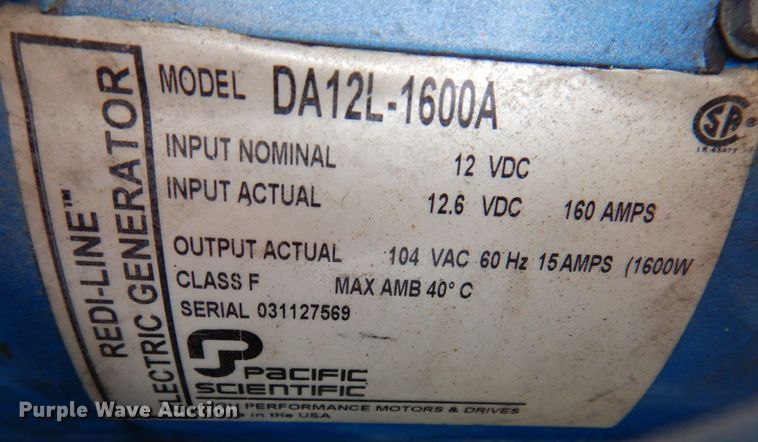 REDI-LINE™
ELECTRIC GENERATOR
MODEL DA12L-1600A
INPUT NOMINAL 12 VDC
INPUT ACTUAL 12.6 VDC 160 AMPS
OUTPUT ACTUAL 104 VAC 60 Hz 15 AMPS (1600W
CLASS F MAX AMB 40° C
SERIAL 031127569
PACIFIC
SCIENTIFIC
HIGH PERFORMANCE MOTORS & DRIVES
in the USA
SA
Purple Wave Auction